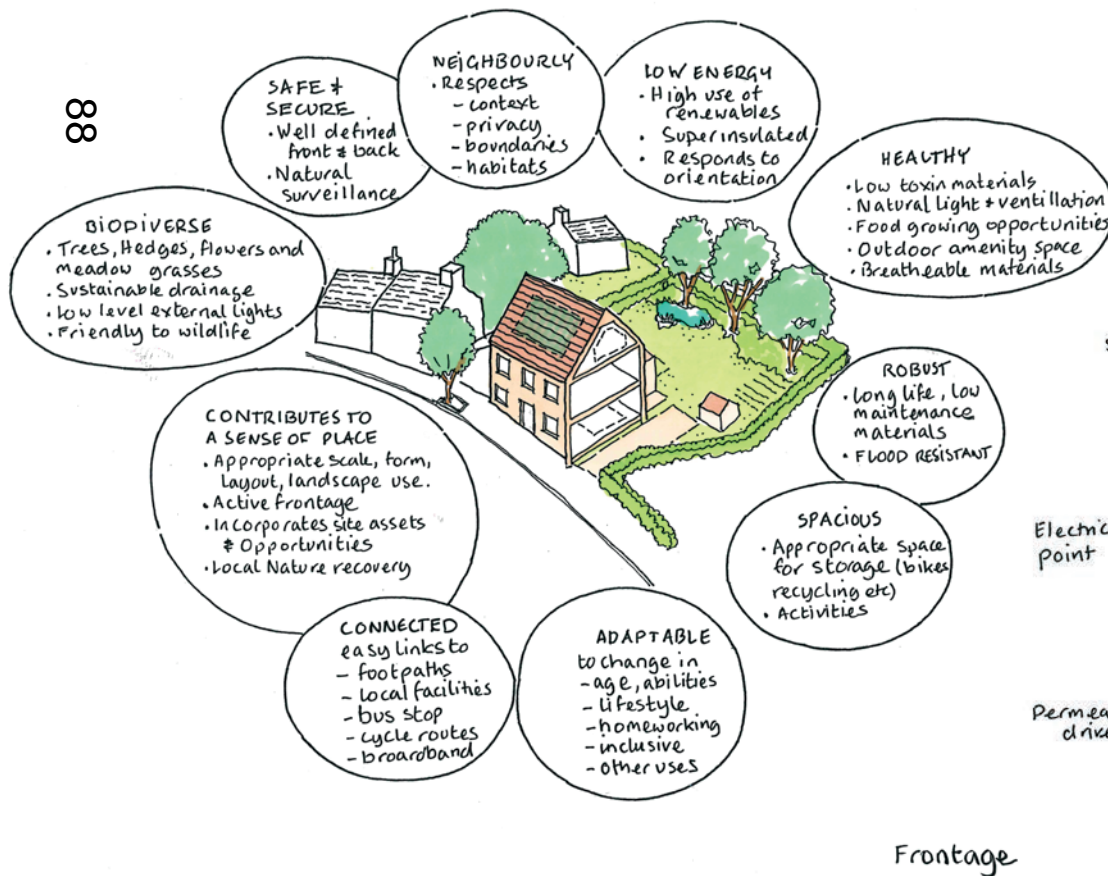 88
SAFE &
SECURE
• Well defined
front & back
• Natural
surveillance
NEIGHBOURLY
• Respects
- context
- privacy
- boundaries
- habitats
LOW ENERGY
• High use of
renewables
• Superinsulated
• Responds to
orientation
HEALTHY
• Low toxin materials
• Natural light & ventillation
• Food growing opportunities
• Outdoor amenity space
• Breatheable materials
BIODIVERSE
• Trees, Hedges, flowers and
meadow grasses
• Sustainable drainage
• Low level external lights
• Friendly to wildlife
ROBUST
• Long life, low
maintenance
materials
• FLOOD RESISTANT
CONTRIBUTES TO
A SENSE OF PLACE
• Appropriate scale, form,
layout, landscape use.
• Active frontage
• Incorporates site assets
& Opportunities
• Local Nature recovery
SPACIOUS
• Appropriate space
for storage (bikes
recycling etc)
• Activities
CONNECTED
easy links to
- footpaths
- local facilities
- bus stop
- cycle routes
- broardband
ADAPTABLE
to change in
- age, abilities
- lifestyle
- homeworking
- inclusive
- other uses
Electric
point
Frontage